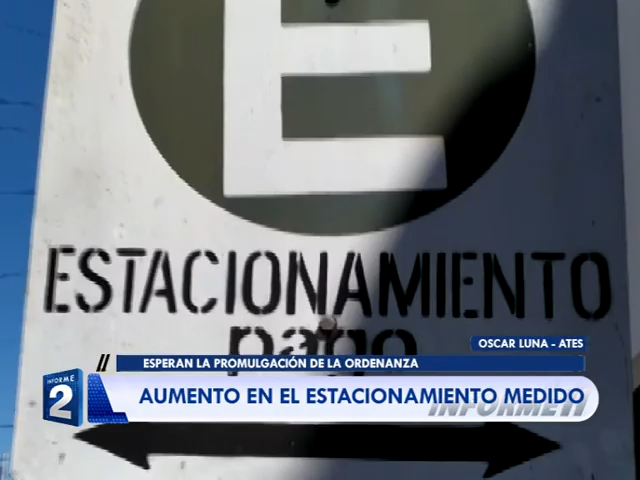 E
ESTACIONAMIENTO
pago
OSCAR LUNA - ATES
ESPERAN LA PROMULGACIÓN DE LA ORDENANZA
INFORME
2
AUMENTO EN EL ESTACIONAMIENTO MEDIDO
INFORME 11